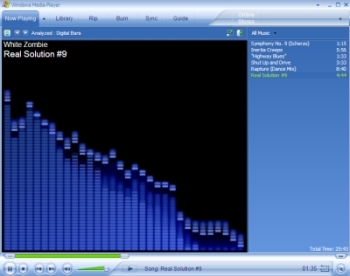 Windows Media Player
Now Playing
Library
Rip
Burn
Sync
Guide
Analyzed : Digital Bars
All Music
White Zombie
Real Solution #9
Symphony No. 9 (Scherzo) 1:15
Inertia Creeps 5:56
"Highway Blues" 1:33
Shut Up and Drive 3:33
Rapture (Dance Mix) 8:40
Real Solution #9 4:44
Total Time: 25:41
Song: Real Solution #9
01:35